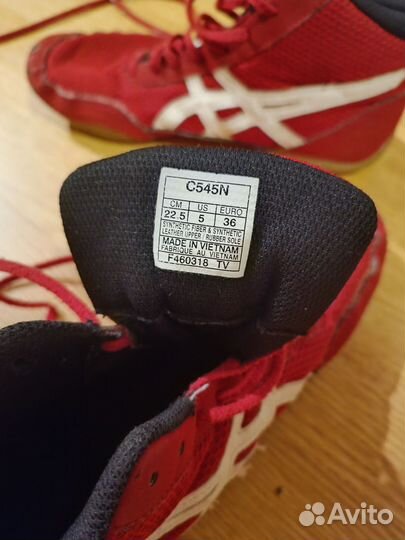 C545N
CM US EURO
22.5 5 36
SYNTHETIC FIBER & SYNTHETIC
LEATHER UPPER / RUBBER SOLE
MADE IN VIETNAM
FABRIQUE AU VIETNAM
F460318 TV
Avito